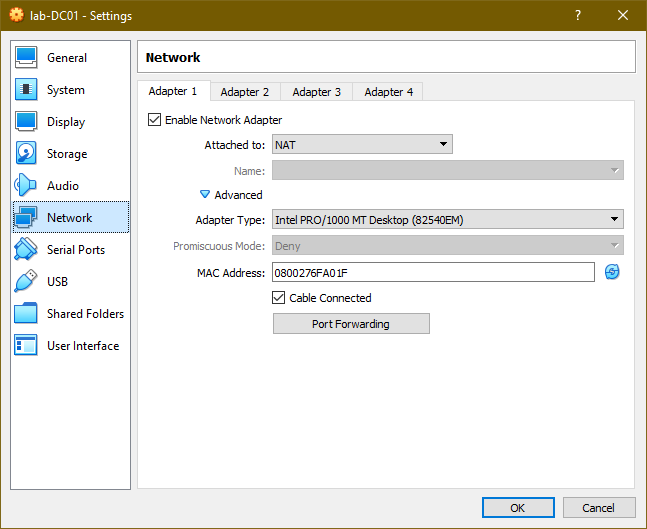 lab-DC01 - Settings
?
General
System
Display
Storage
Audio
Network
Serial Ports
USB
Shared Folders
User Interface
Network
Adapter 1 Adapter 2 Adapter 3 Adapter 4
Enable Network Adapter
Attached to: NAT
Name:
Advanced
Adapter Type: Intel PRO/1000 MT Desktop (82540EM)
Promiscuous Mode: Deny
MAC Address: 0800276FA01F
Cable Connected
Port Forwarding
OK Cancel